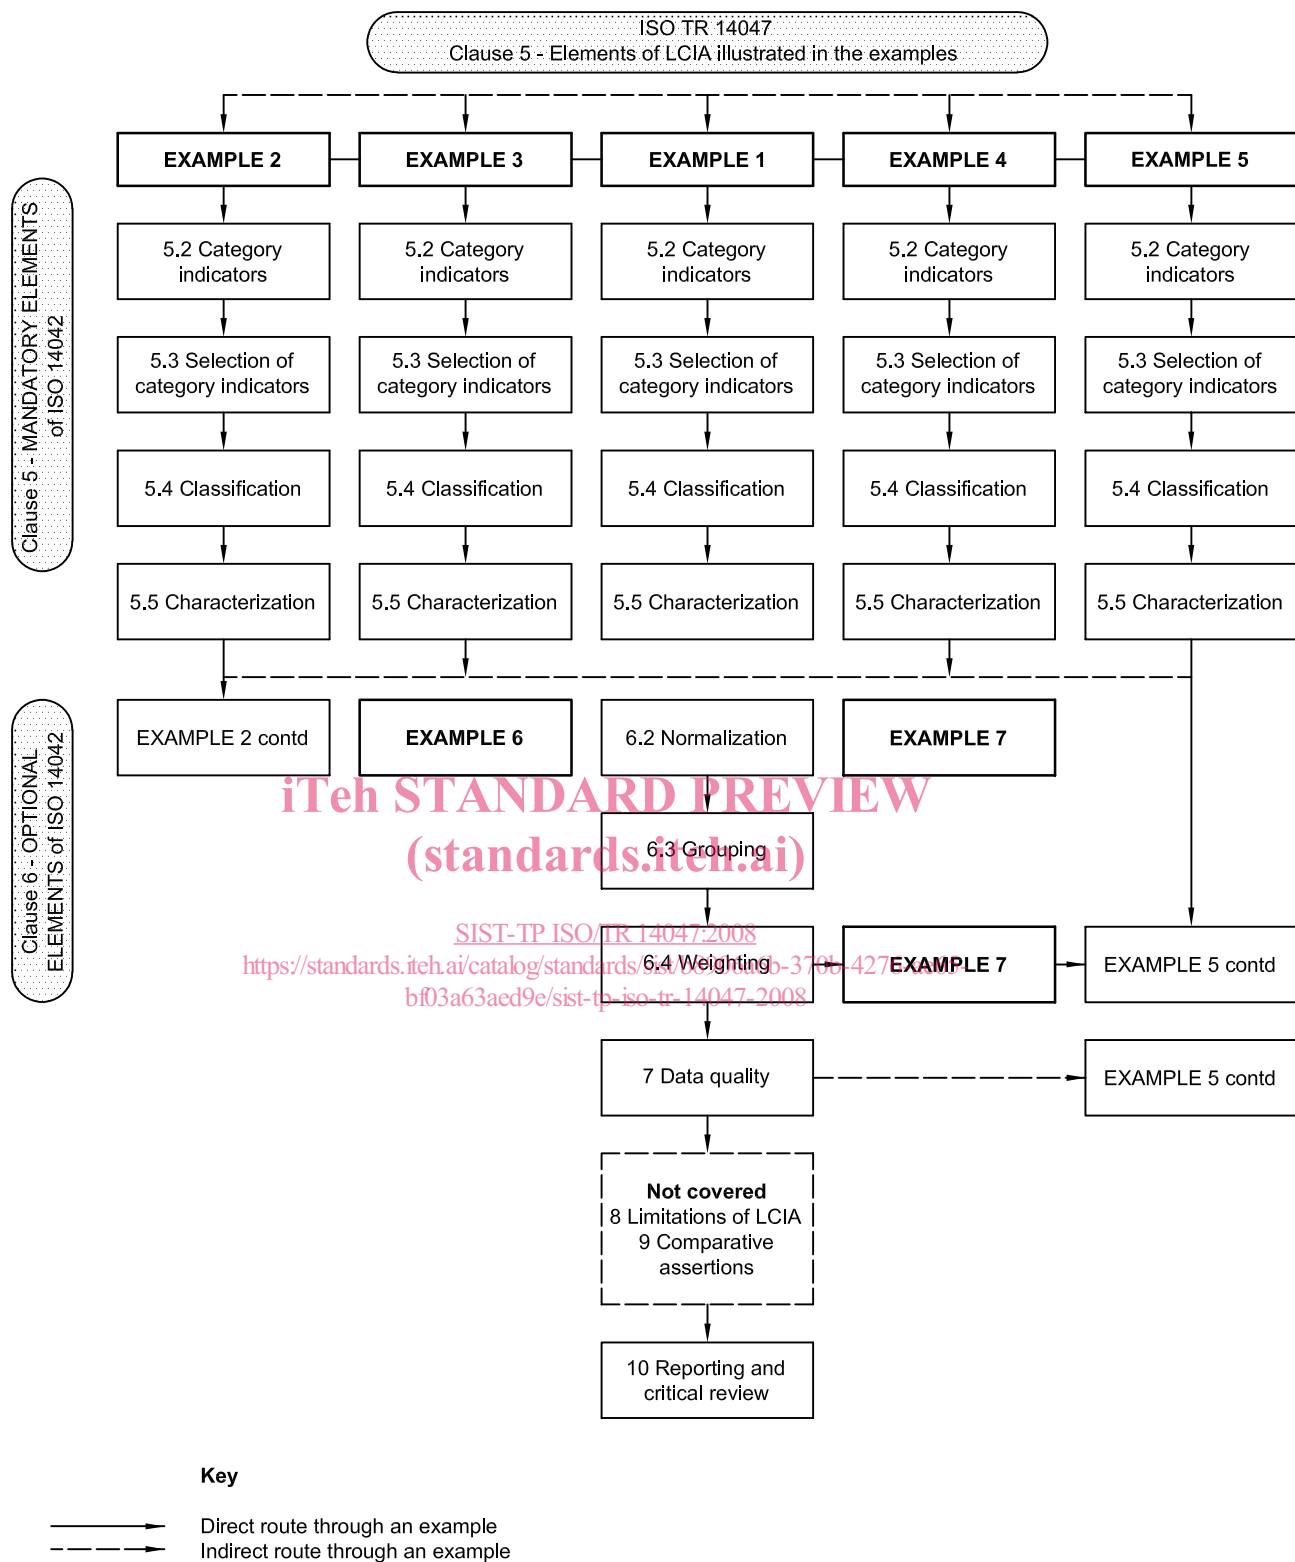 ISO TR 14047
Clause 5 - Elements of LCIA illustrated in the examples
EXAMPLE 2
EXAMPLE 3
EXAMPLE 1
EXAMPLE 4
EXAMPLE 5
Clause 5 - MANDATORY ELEMENTS
of ISO 14042
5.2 Category
indicators
5.2 Category
indicators
5.2 Category
indicators
5.2 Category
indicators
5.2 Category
indicators
5.3 Selection of
category indicators
5.3 Selection of
category indicators
5.3 Selection of
category indicators
5.3 Selection of
category indicators
5.3 Selection of
category indicators
5.4 Classification
5.4 Classification
5.4 Classification
5.4 Classification
5.4 Classification
5.5 Characterization
5.5 Characterization
5.5 Characterization
5.5 Characterization
5.5 Characterization
Clause 6 - OPTIONAL
ELEMENTS of ISO 14042
EXAMPLE 2 contd
EXAMPLE 6
6.2 Normalization
EXAMPLE 7
iTeh STANDARD PREVIEW
(standards.iteh.ai)
6.3 Grouping
SIST-TP ISO/TR 14047:2008
https://standards.iteh.ai/catalog/standards/
bf03a63aed9e/sist-tp-iso-tr-14047-2008
6.4 Weighting
EXAMPLE 7
EXAMPLE 5 contd
7 Data quality
EXAMPLE 5 contd
Not covered
8 Limitations of LCIA
9 Comparative
assertions
10 Reporting and
critical review
Key
Direct route through an example
Indirect route through an example